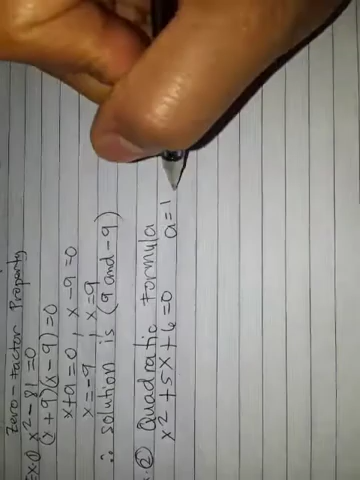 Zero-Factor Property
Ex.① x² - 81 = 0
(x + 9)(x - 9) = 0
x+9=0 , x-9=0
x=-9 , x=9
∴ solution is (9 and -9)
② Quadratic Formula
x² + 5x + 6 = 0 a=1